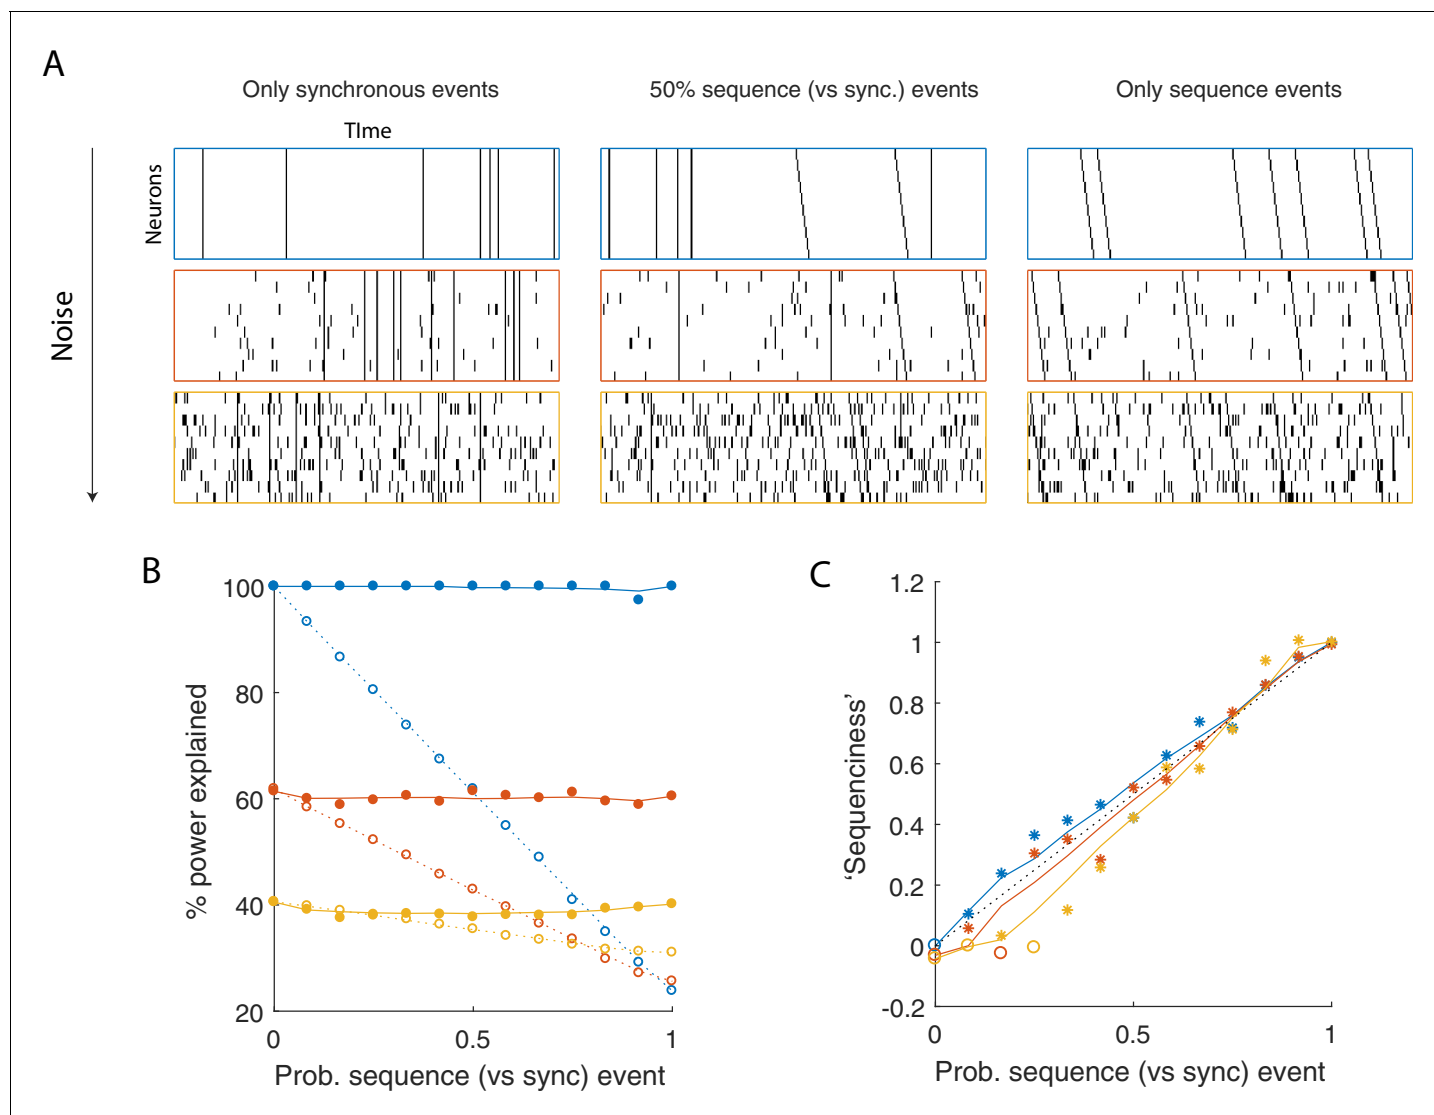 A
Only synchronous events
50% sequence (vs sync.) events
Only sequence events
TIme
Neurons
Noise
B
100
80
60
40
20
% power explained
0
0.5
1
Prob. sequence (vs sync) event
C
1.2
1
0.8
0.6
0.4
0.2
0
-0.2
‘Sequenciness’
0
0.5
1
Prob. sequence (vs sync) event